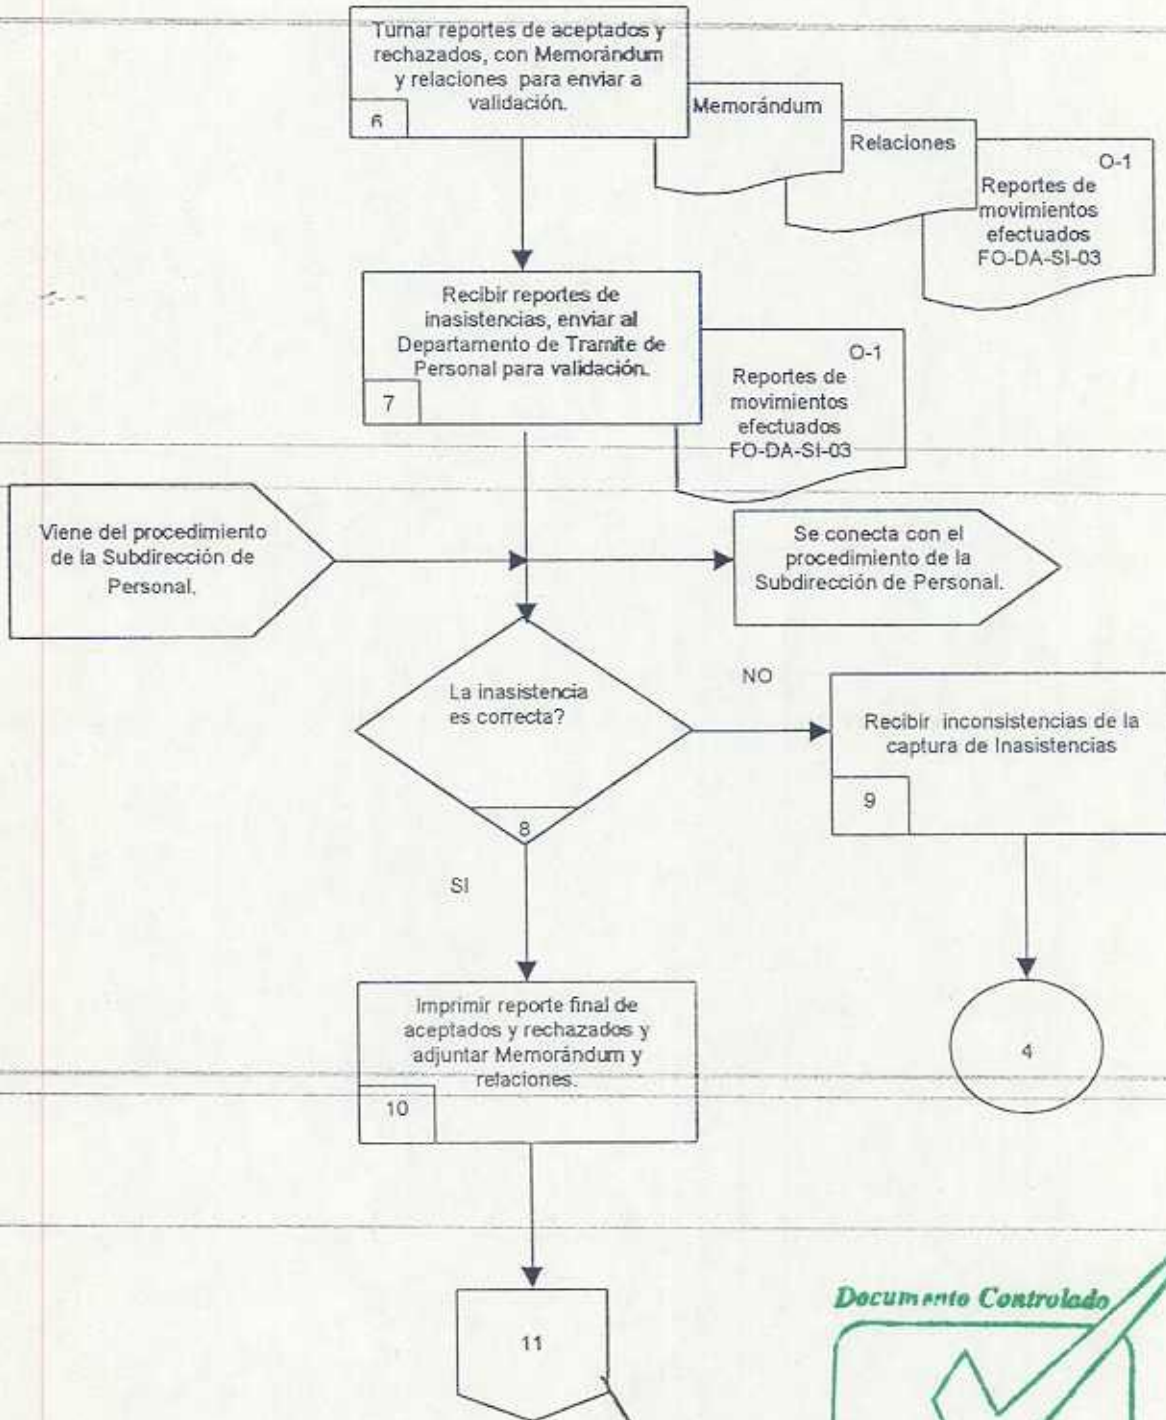 Turnar reportes de aceptados y
rechazados, con Memorándum
y relaciones para enviar a
validación.
6
Memorándum
Relaciones
O-1
Reportes de
movimientos
efectuados
FO-DA-SI-03
Recibir reportes de
inasistencias, enviar al
Departamento de Tramite de
Personal para validación.
7
O-1
Reportes de
movimientos
efectuados
FO-DA-SI-03
Viene del procedimiento
de la Subdirección de
Personal.
Se conecta con el
procedimiento de la
Subdirección de Personal.
La inasistencia
es correcta?
8
NO
Recibir inconsistencias de la
captura de Inasistencias
9
SI
4
Imprimir reporte final de
aceptados y rechazados y
adjuntar Memorándum y
relaciones.
10
11
Documento Controlado